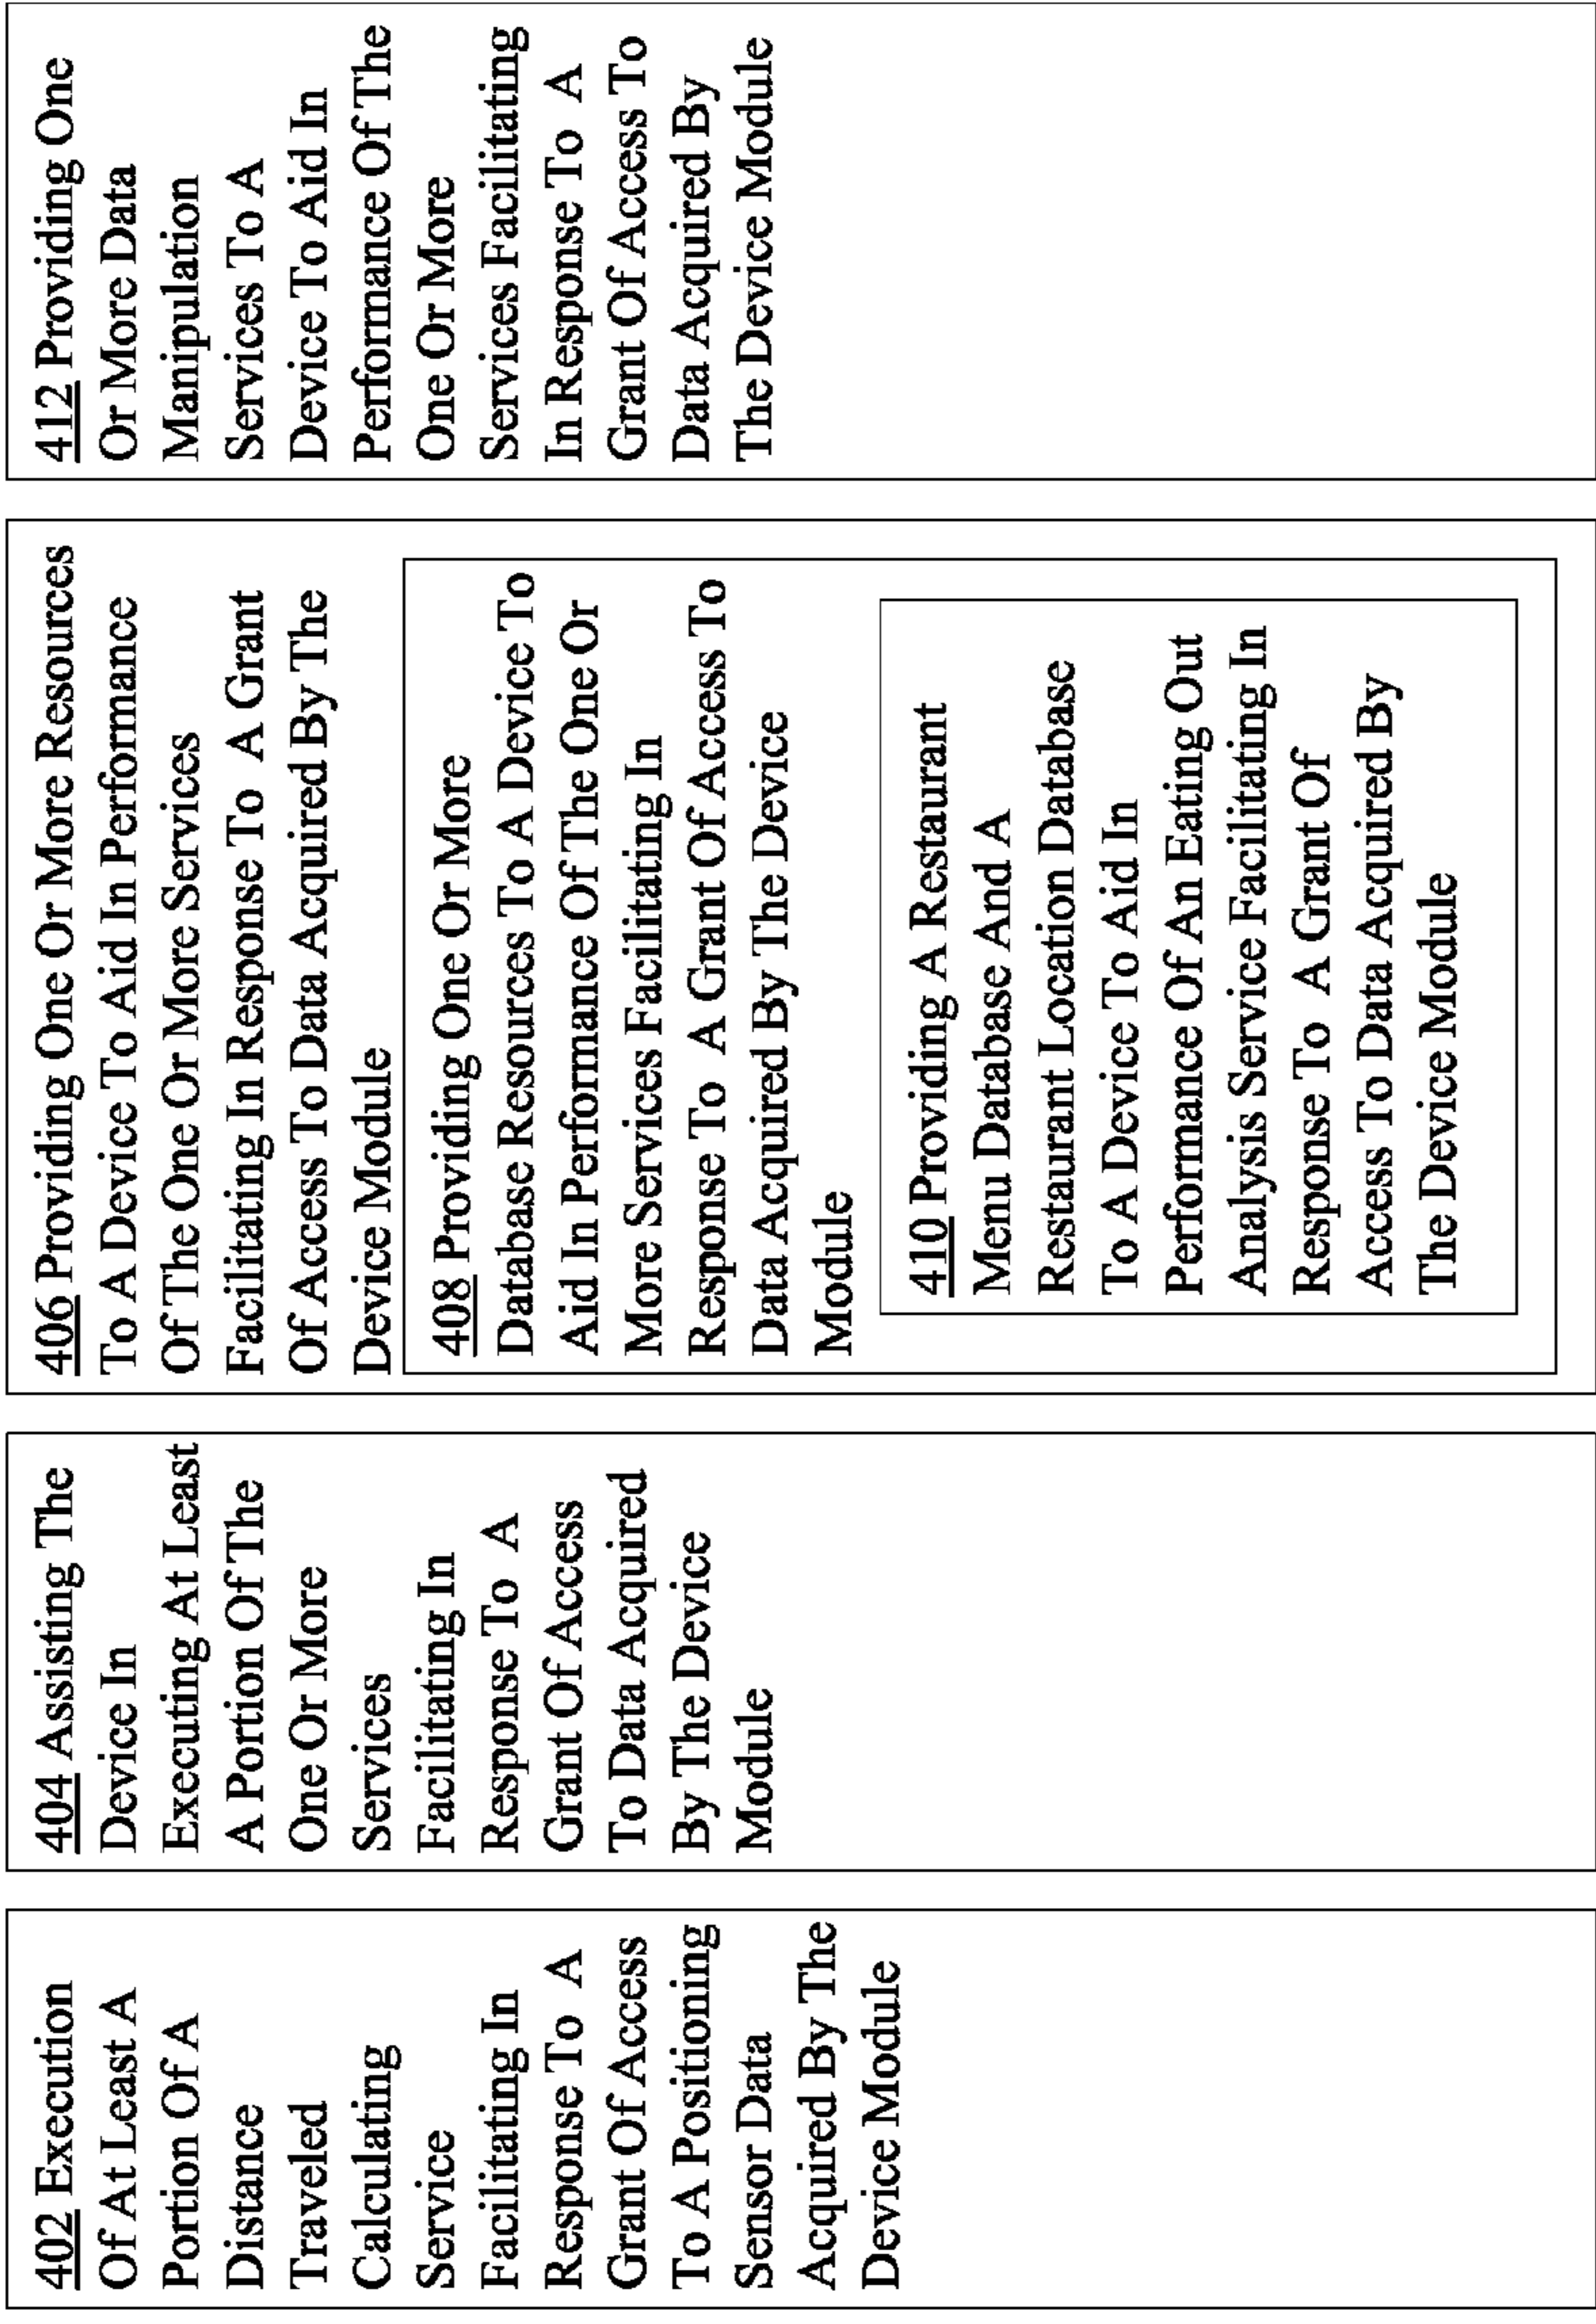 402 Execution
Of At Least A
Portion Of A
Distance
Traveled
Calculating
Service
Facilitating In
Response To A
Grant Of Access
To A Positioning
Sensor Data
Acquired By The
Device Module
404 Assisting The
Device In
Executing At Least
A Portion Of The
One Or More
Services
Facilitating In
Response To A
Grant Of Access
To Data Acquired
By The Device
Module
406 Providing One Or More Resources
To A Device To Aid In Performance
Of The One Or More Services
Facilitating In Response To A Grant
Of Access To Data Acquired By The
Device Module
408 Providing One Or More
Database Resources To A Device To
Aid In Performance Of The One Or
More Services Facilitating In
Response To A Grant Of Access To
Data Acquired By The Device
Module
410 Providing A Restaurant
Menu Database And A
Restaurant Location Database
To A Device To Aid In
Performance Of An Eating Out
Analysis Service Facilitating In
Response To A Grant Of
Access To Data Acquired By
The Device Module
412 Providing One
Or More Data
Manipulation
Services To A
Device To Aid In
Performance Of The
One Or More
Services Facilitating
In Response To A
Grant Of Access To
Data Acquired By
The Device Module